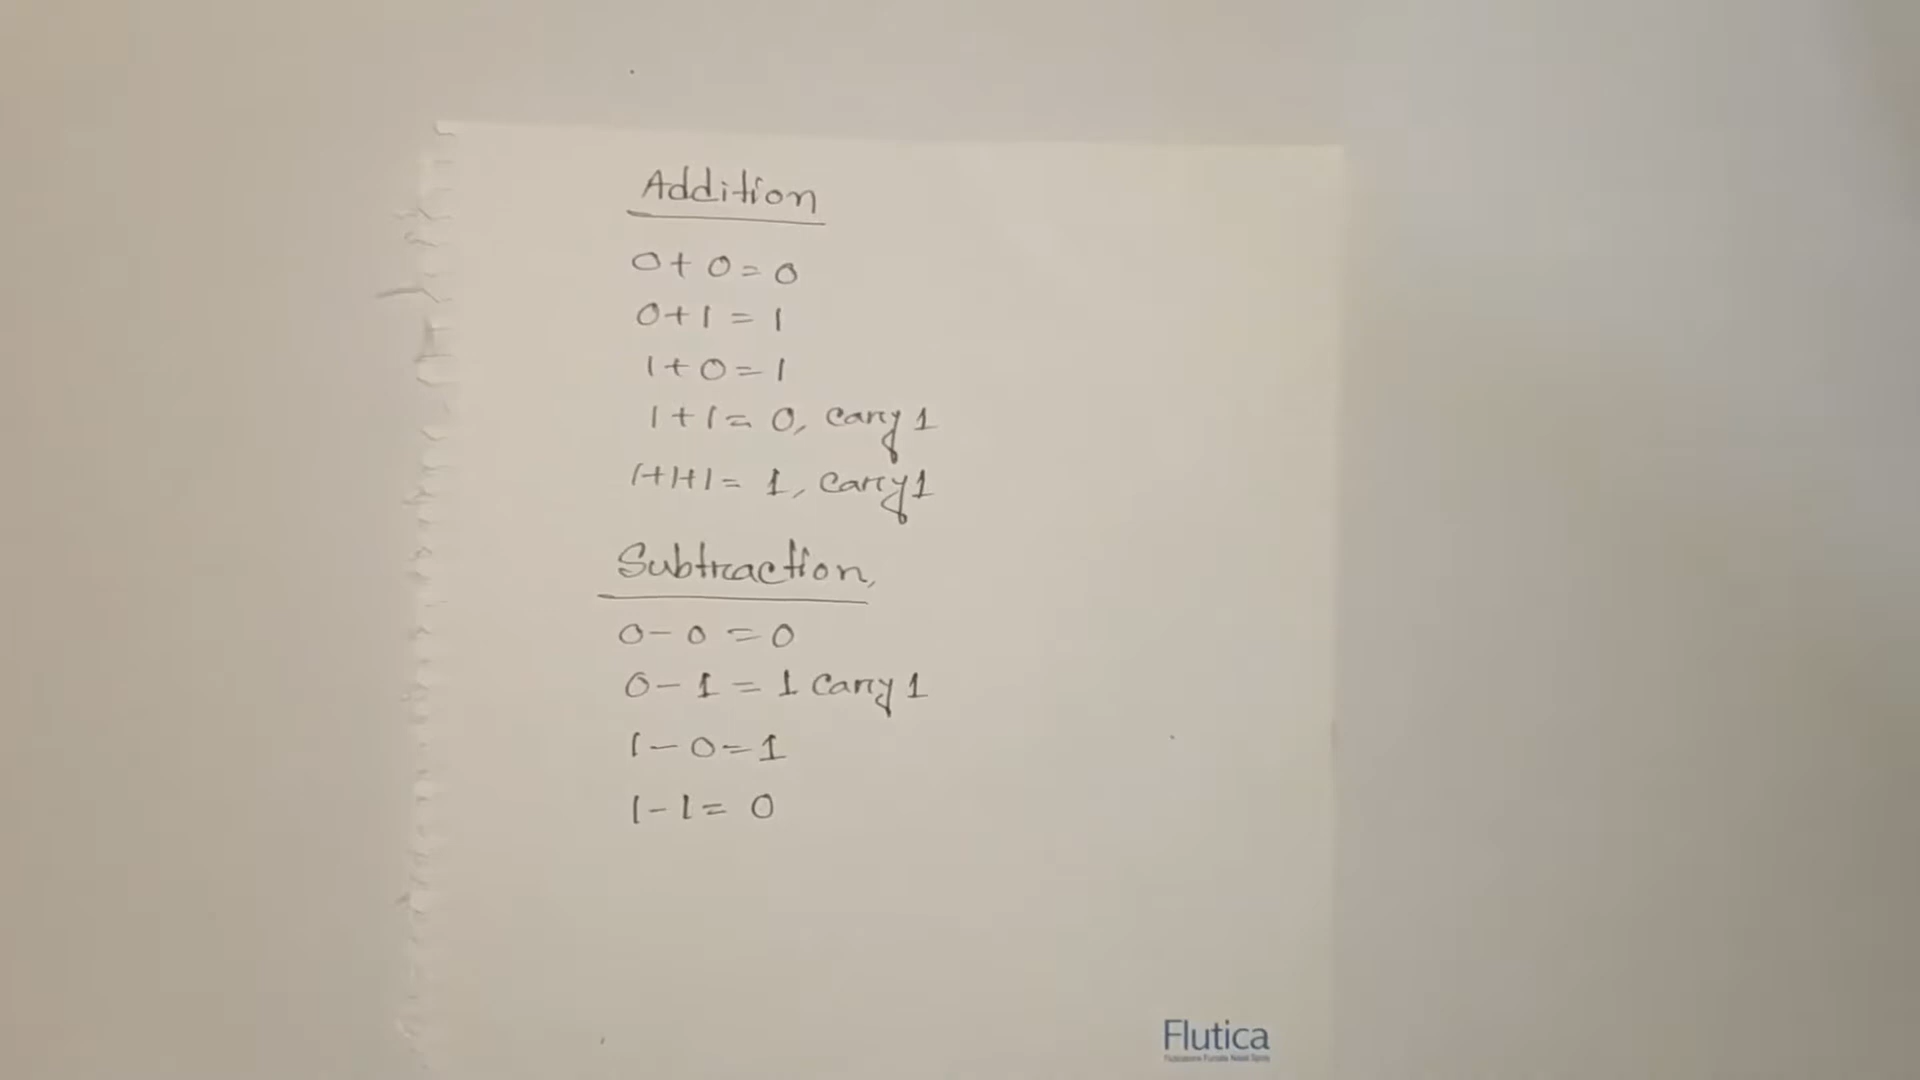 Addition
0+0=0
0+1=1
1+0=1
1+1=0, carry 1
1+1+1=1, carry 1
Subtraction,
0-0=0
0-1=1 carry 1
1-0=1
1-1=0
Flutica